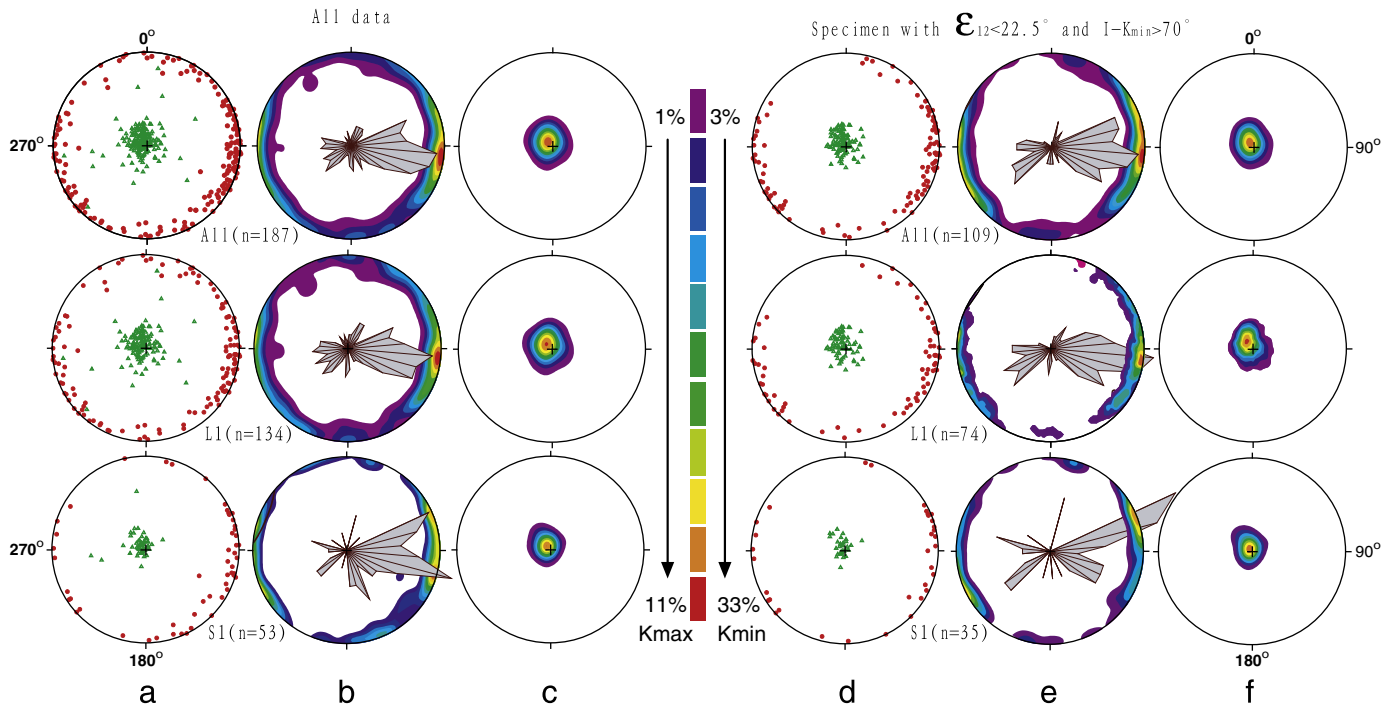 All data
Specimen with ε12<22.5° and I-Kmin>70°
0° 0°
1% 3%
270° 90°
All(n=187) All(n=109)
L1(n=134) L1(n=74)
270° 90°
11% 33%
Kmax Kmin
S1(n=53) S1(n=35)
180° 180°
a b c d e f